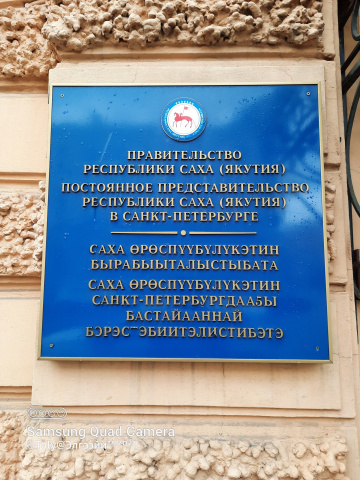 ПРАВИТЕЛЬСТВО
РЕСПУБЛИКИ САХА (ЯКУТИЯ)
ПОСТОЯННОЕ ПРЕДСТАВИТЕЛЬСТВО
РЕСПУБЛИКИ САХА (ЯКУТИЯ)
В САНКТ-ПЕТЕРБУРГЕ
САХА ӨРӨСПҮҮБҮЛҮКЭТИН
БЫРАБЫЫТАЛЫСТЫБАТА
САХА ӨРӨСПҮҮБҮЛҮКЭТИН
САНКТ-ПЕТЕРБУРГДАА5Ы
БАСТАЙААННАЙ
БЭРЭС¯ЭБИИТЭЛИСТИБЭТЭ
Samsung Quad Camera